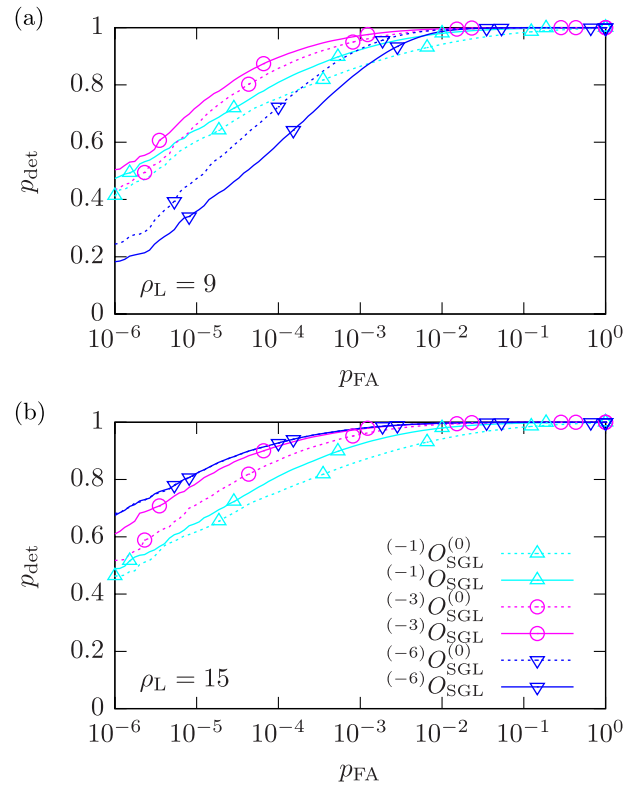 (a)
1
0.8
0.6
0.4
0.2
0
p_det
ρ_L = 9
10^−6 10^−5 10^−4 10^−3 10^−2 10^−1 10^0
p_FA
(b)
1
0.8
0.6
0.4
0.2
0
p_det
^(−1)O_SGL^(0)
^(−1)O_SGL
^(−3)O_SGL^(0)
^(−3)O_SGL
^(−6)O_SGL^(0)
^(−6)O_SGL
ρ_L = 15
10^−6 10^−5 10^−4 10^−3 10^−2 10^−1 10^0
p_FA